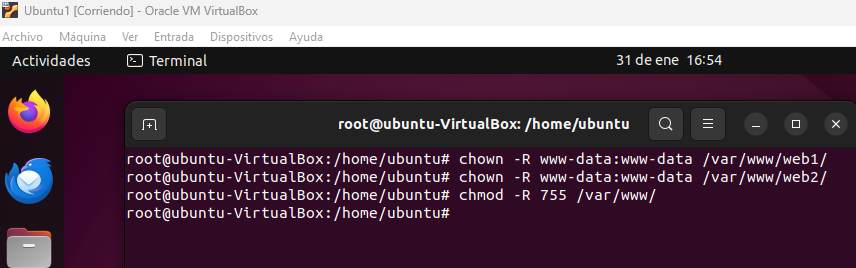 Ubuntu1 [Corriendo] - Oracle VM VirtualBox
Archivo Máquina Ver Entrada Dispositivos Ayuda
Actividades Terminal 31 de ene 16:54
root@ubuntu-VirtualBox: /home/ubuntu
root@ubuntu-VirtualBox:/home/ubuntu# chown -R www-data:www-data /var/www/web1/
root@ubuntu-VirtualBox:/home/ubuntu# chown -R www-data:www-data /var/www/web2/
root@ubuntu-VirtualBox:/home/ubuntu# chmod -R 755 /var/www/
root@ubuntu-VirtualBox:/home/ubuntu#